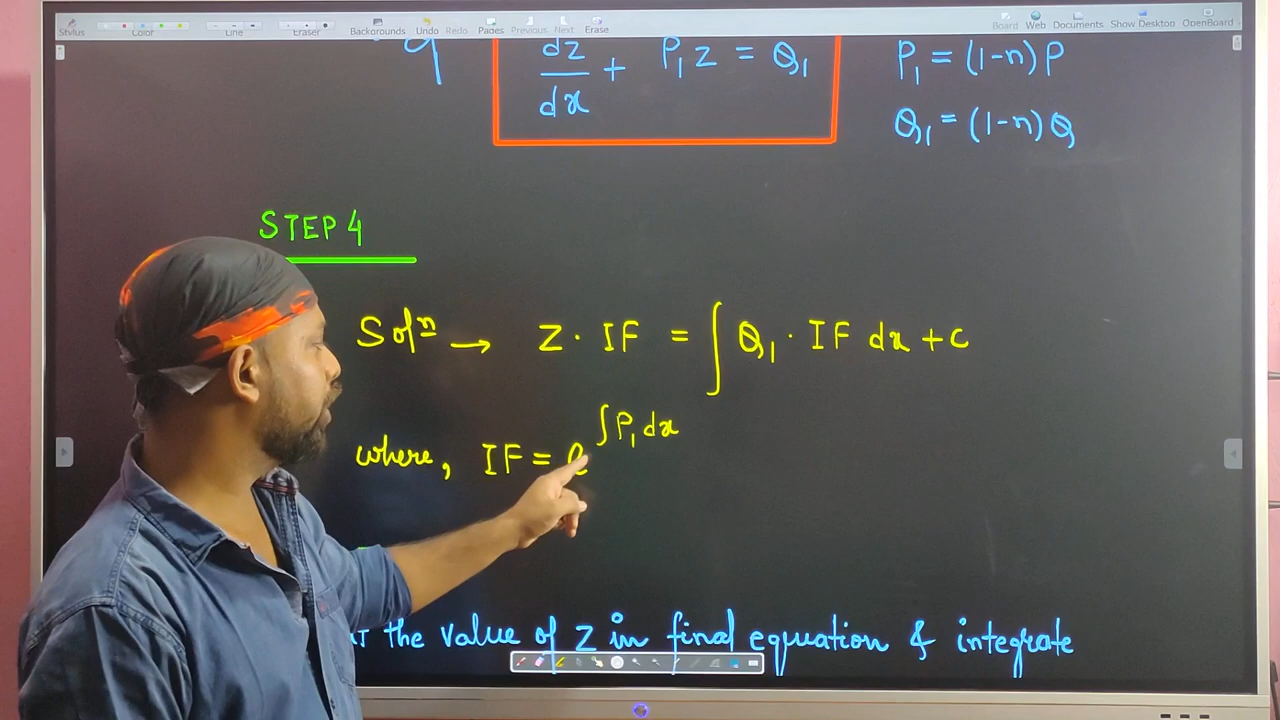 Stylus Color Line Eraser Backgrounds Undo Redo Pages Previous Next Erase Board Web Documents Show Desktop OpenBoard
dz/dx + P₁z = Q₁
P₁ = (1-n)P
Q₁ = (1-n)Q
STEP 4
Solⁿ → Z · IF = ∫ Q₁ · IF dx + c
where, IF = e^∫P₁dx
the value of z in final equation & integrate